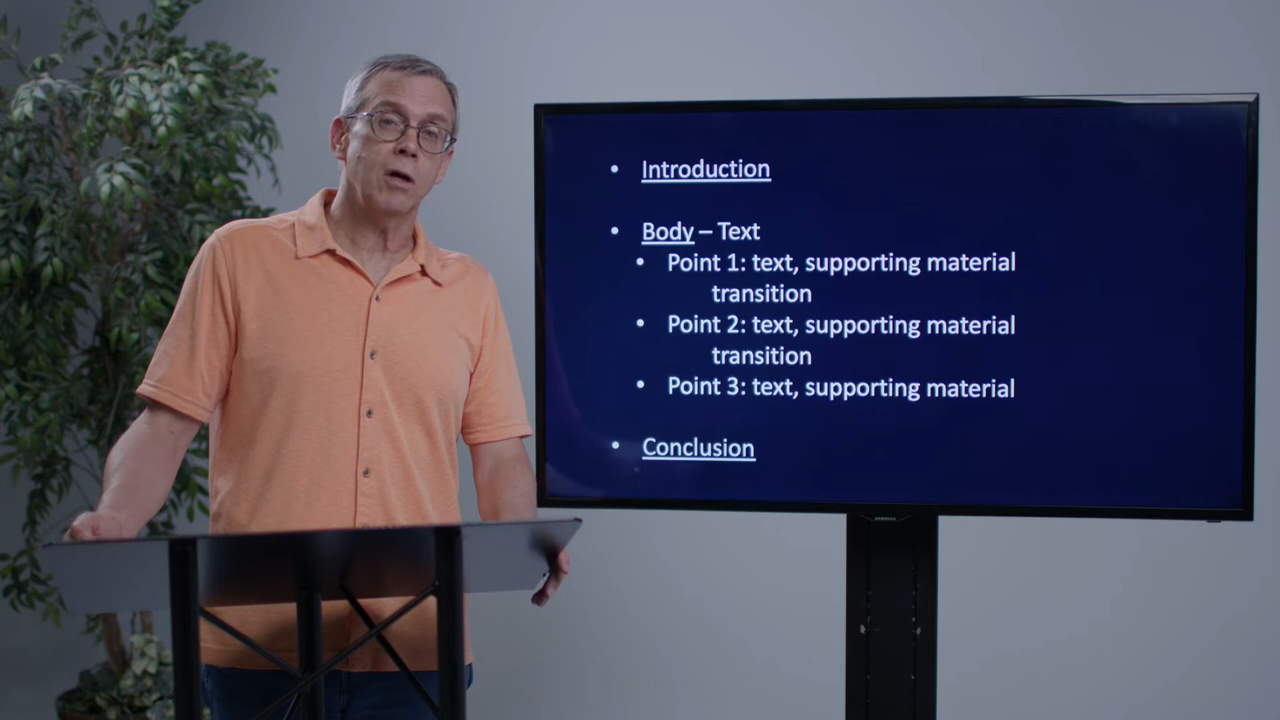 • Introduction
• Body – Text
• Point 1: text, supporting material
transition
• Point 2: text, supporting material
transition
• Point 3: text, supporting material
• Conclusion
SAMSUNG